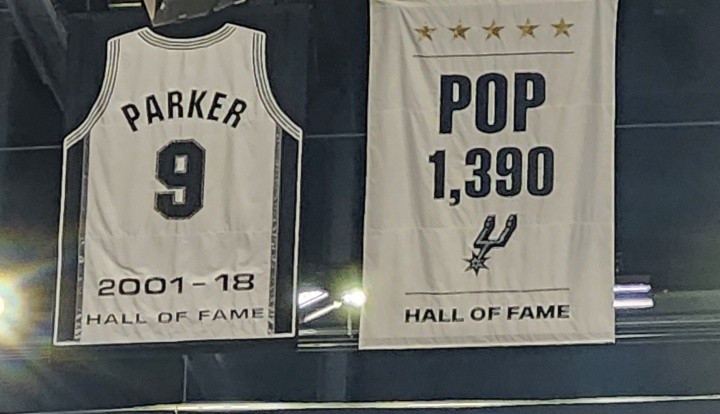 PARKER
9
2001-18
HALL OF FAME
POP
1,390
HALL OF FAME